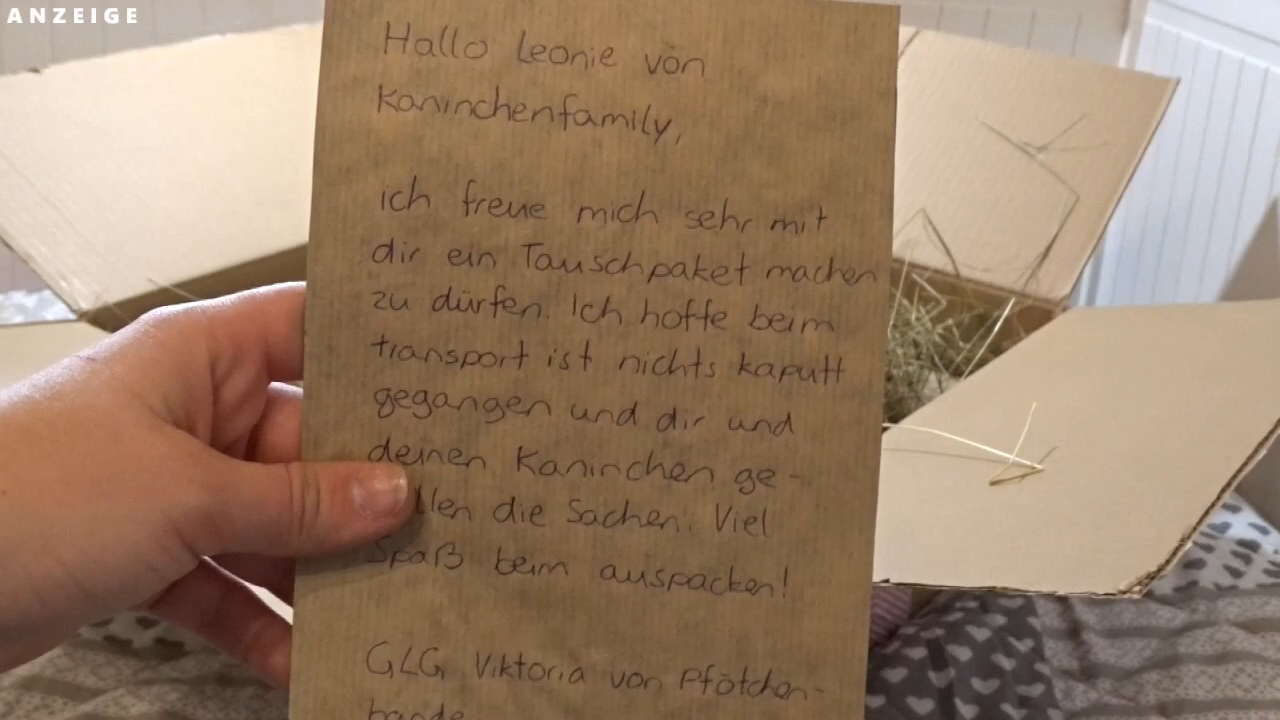 ANZEIGE
Hallo Leonie von
Kaninchenfamily,
ich freue mich sehr mit
dir ein Tauschpaket machen
zu dürfen. Ich hoffe beim
transport ist nichts kaputt
gegangen und dir und
deinen Kaninchen ge-
llen die Sachen. Viel
Spaß beim auspacken!
GLG Viktoria von Pfötchen-
bande